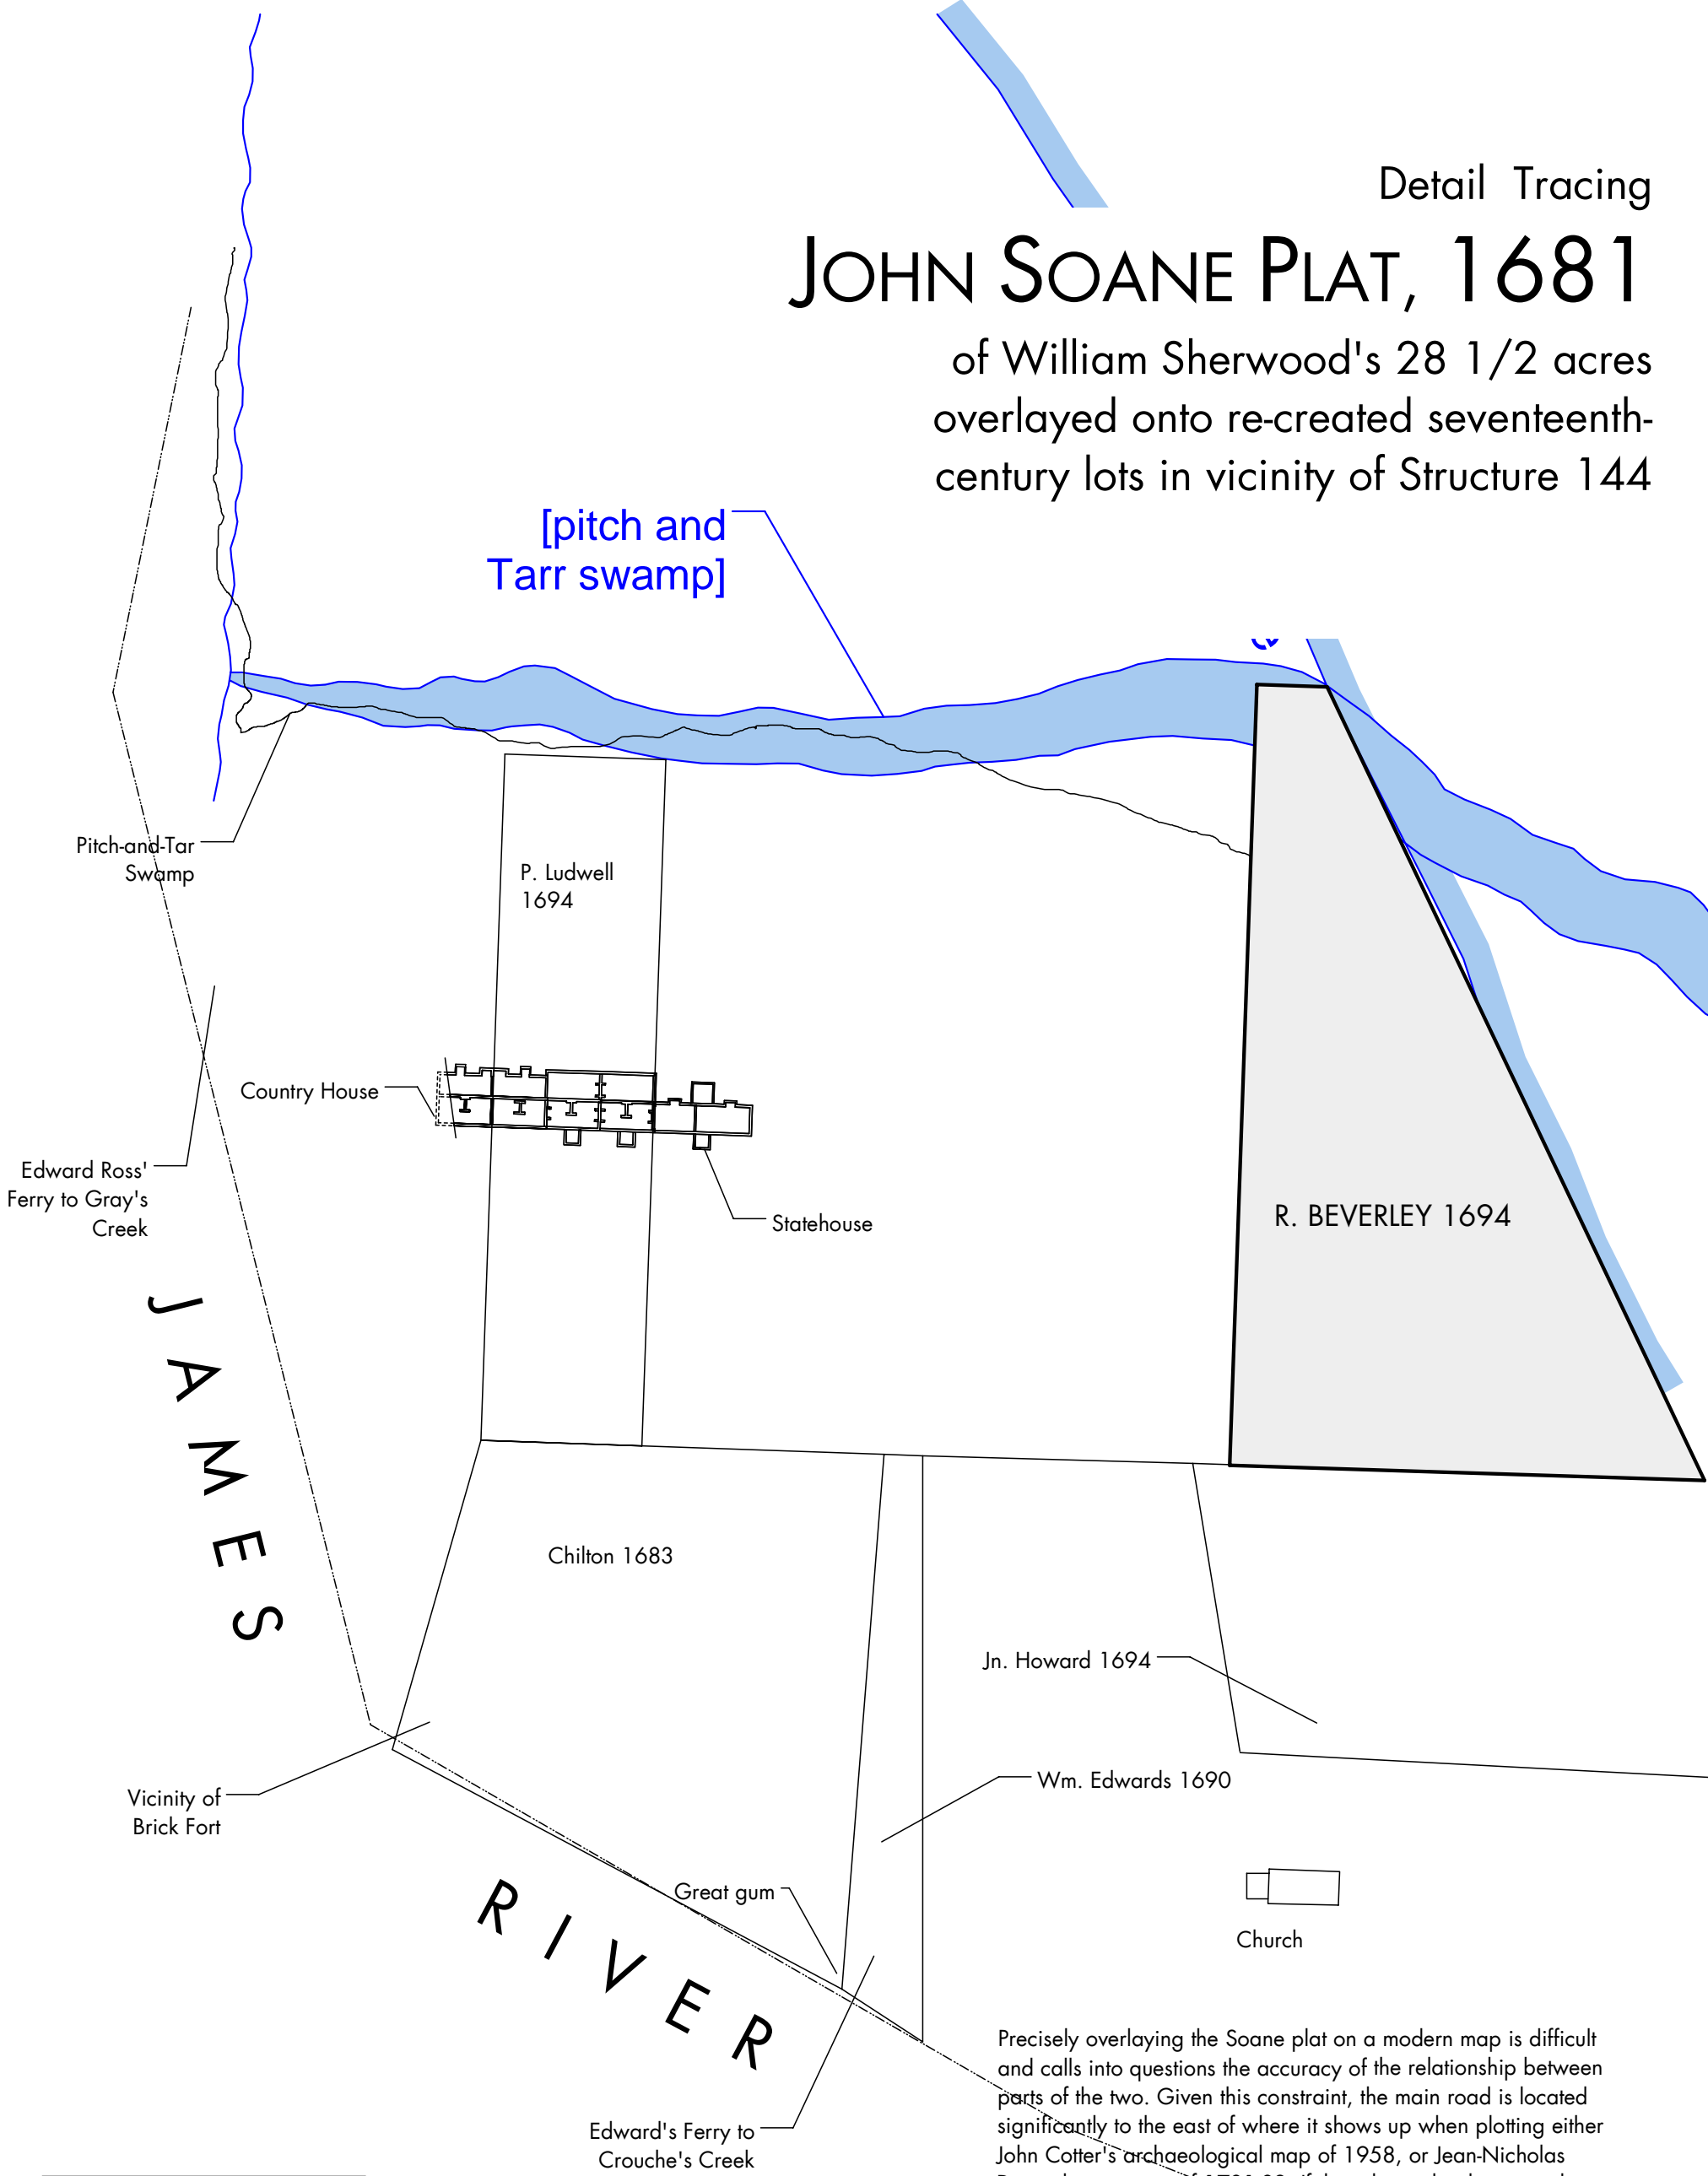 Detail Tracing
JOHN SOANE PLAT, 1681
of William Sherwood's 28 1/2 acres
overlayed onto re-created seventeenth-
century lots in vicinity of Structure 144
[pitch and
Tarr swamp]
Pitch-and-Tar
Swamp
P. Ludwell
1694
Country House
Edward Ross'
Ferry to Gray's
Creek
Statehouse
R. BEVERLEY 1694
JAMES
Chilton 1683
Jn. Howard 1694
Wm. Edwards 1690
Vicinity of
Brick Fort
Great gum
RIVER
Church
Edward's Ferry to
Crouche's Creek
Precisely overlaying the Soane plat on a modern map is difficult
and calls into questions the accuracy of the relationship between
parts of the two. Given this constraint, the main road is located
significantly to the east of where it shows up when plotting either
John Cotter's archaeological map of 1958, or Jean-Nicholas